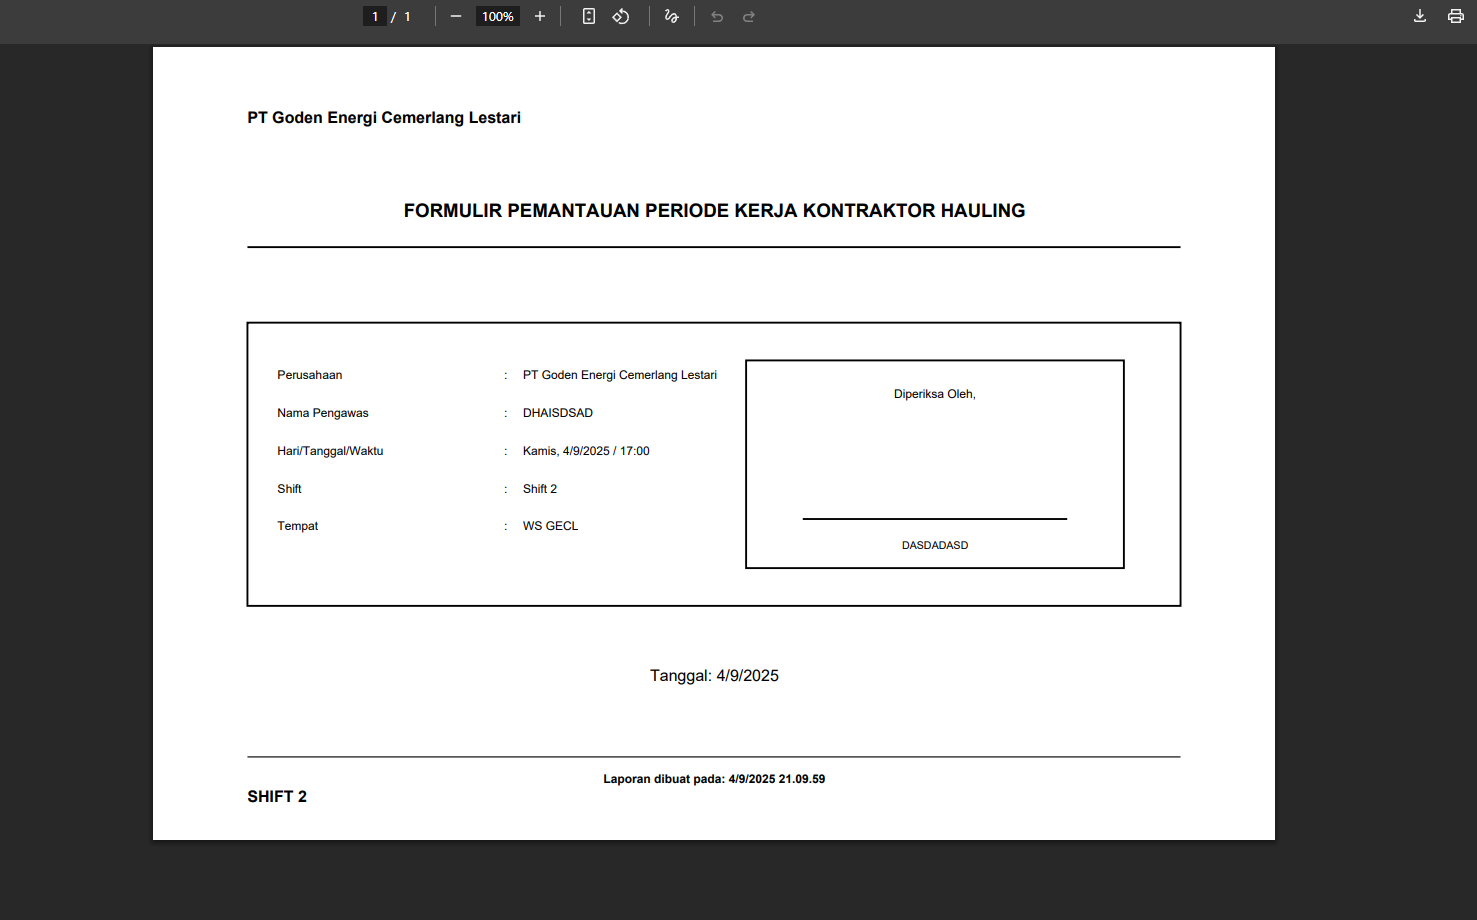 1 / 1
100%
PT Goden Energi Cemerlang Lestari
FORMULIR PEMANTAUAN PERIODE KERJA KONTRAKTOR HAULING
Perusahaan : PT Goden Energi Cemerlang Lestari
Nama Pengawas : DHAISDSAD
Hari/Tanggal/Waktu : Kamis, 4/9/2025 / 17:00
Shift : Shift 2
Tempat : WS GECL
Diperiksa Oleh,
DASDADASD
Tanggal: 4/9/2025
Laporan dibuat pada: 4/9/2025 21.09.59
SHIFT 2